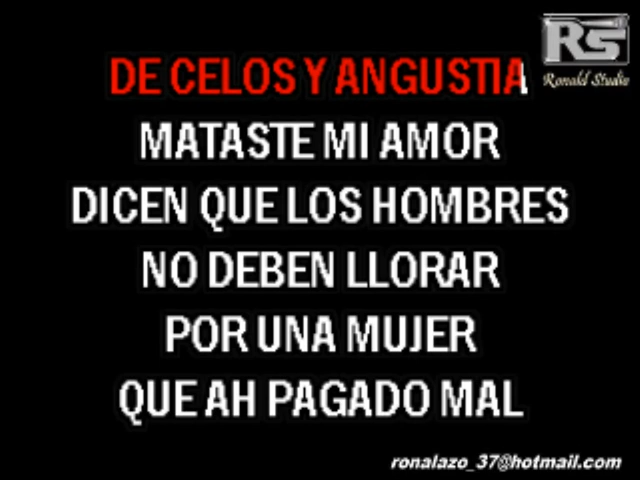 RS
Ronald Studio
DE CELOS Y ANGUSTIA
MATASTE MI AMOR
DICEN QUE LOS HOMBRES
NO DEBEN LLORAR
POR UNA MUJER
QUE AH PAGADO MAL
ronalazo_37@hotmail.com